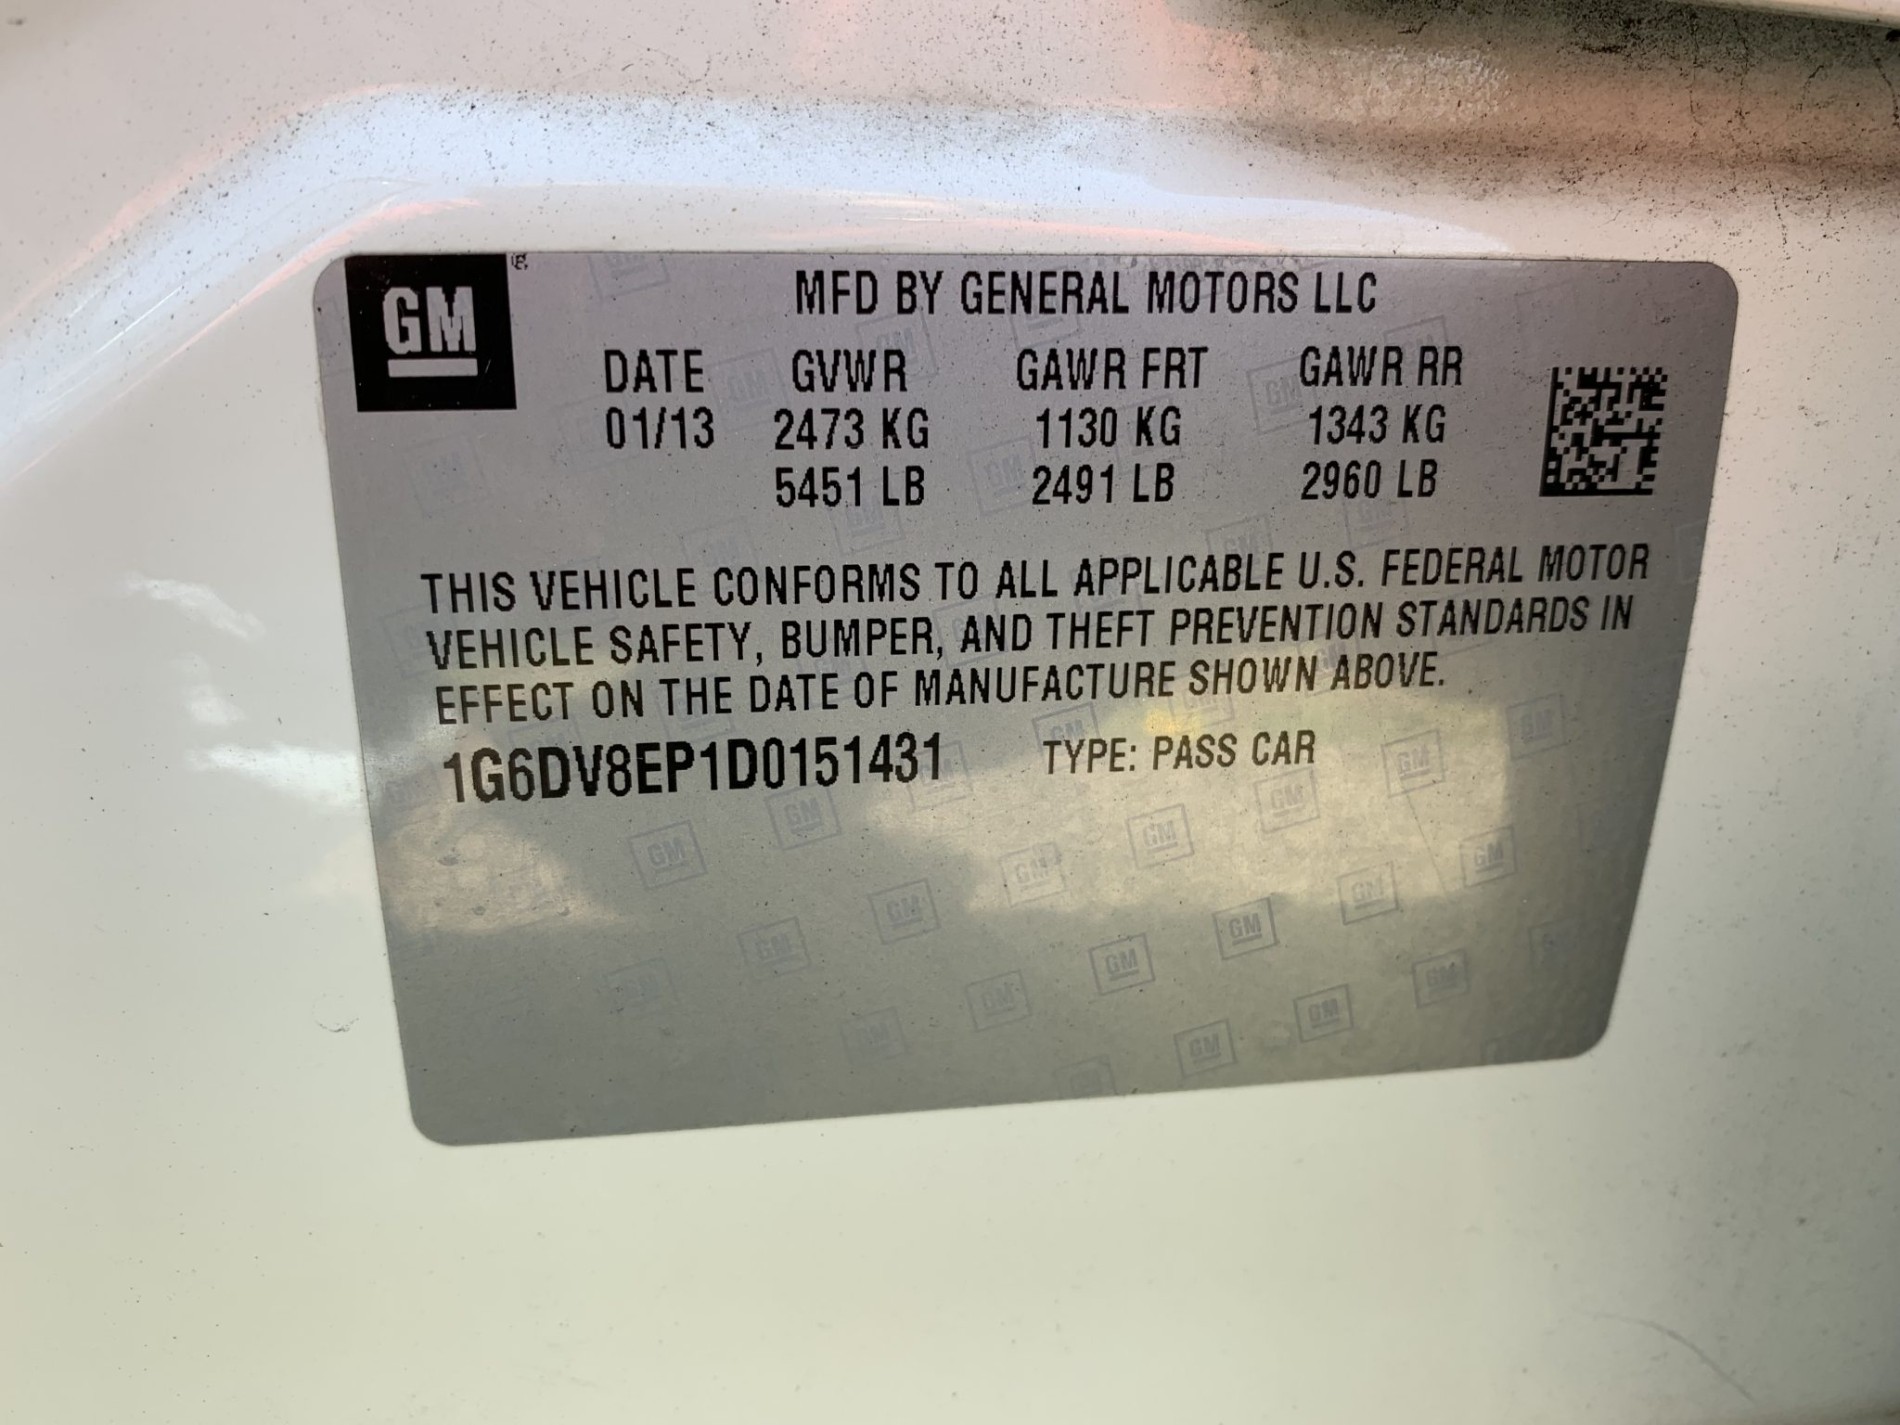 GM
MFD BY GENERAL MOTORS LLC
DATE GVWR GAWR FRT GAWR RR
01/13 2473 KG 1130 KG 1343 KG
5451 LB 2491 LB 2960 LB
THIS VEHICLE CONFORMS TO ALL APPLICABLE U.S. FEDERAL MOTOR
VEHICLE SAFETY, BUMPER, AND THEFT PREVENTION STANDARDS IN
EFFECT ON THE DATE OF MANUFACTURE SHOWN ABOVE.
1G6DV8EP1D0151431 TYPE: PASS CAR